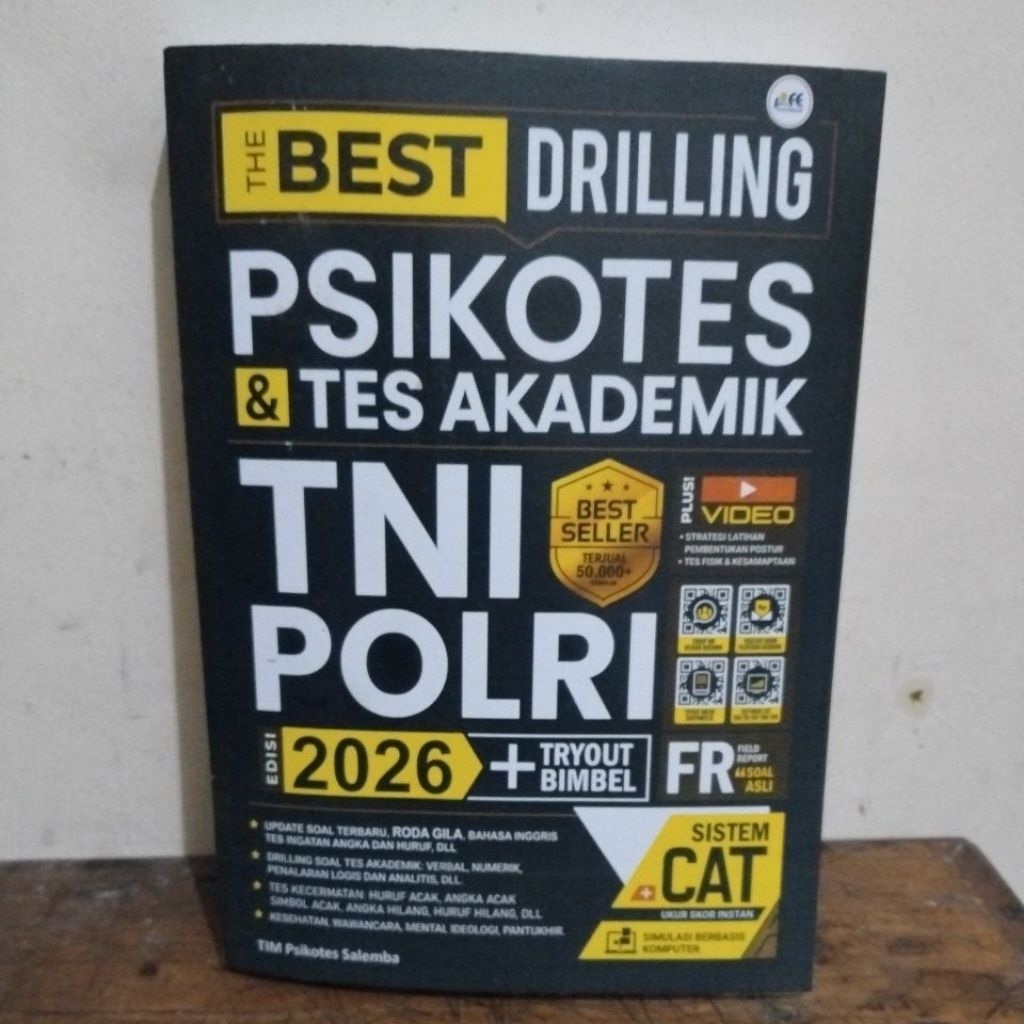 THE BEST DRILLING
PSIKOTES
& TES AKADEMIK
TNI
POLRI
BEST
SELLER
TERJUAL
50.000+
PLUS!
VIDEO
• STRATEGI LATIHAN
PEMBENTUKAN POSTUR
• TES FISIK & KESAMAPTAAN
EDISI 2026
+ TRYOUT
BIMBEL
FR
FIELD
REPORT
SOAL
ASLI
UPDATE SOAL TERBARU, RODA GILA, BAHASA INGGRIS
TES INGATAN ANGKA DAN HURUF, DLL
DRILLING SOAL TES AKADEMIK: VERBAL, NUMERIK,
PENALARAN LOGIS DAN ANALITIS, DLL.
TES KECERMATAN: HURUF ACAK, ANGKA ACAK
SIMBOL ACAK, ANGKA HILANG, HURUF HILANG, DLL
KESEHATAN, WAWANCARA, MENTAL IDEOLOGI, PANTUKHIR.
TIM Psikotes Salemba
SISTEM
CAT
UKUR SKOR INSTAN
SIMULASI BERBASIS
KOMPUTER